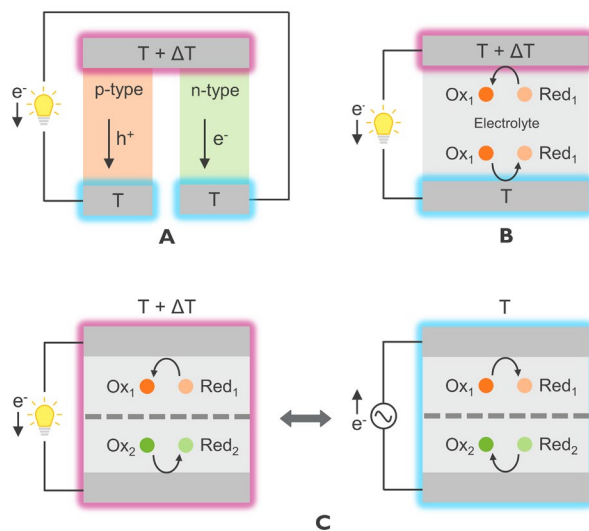 T + ΔT
p-type
n-type
e⁻
h⁺
e⁻
T
T
A
T + ΔT
Ox₁
Red₁
e⁻
Electrolyte
Ox₁
Red₁
T
B
T + ΔT
Ox₁
Red₁
e⁻
Ox₂
Red₂
T
Ox₁
Red₁
e⁻
Ox₂
Red₂
C